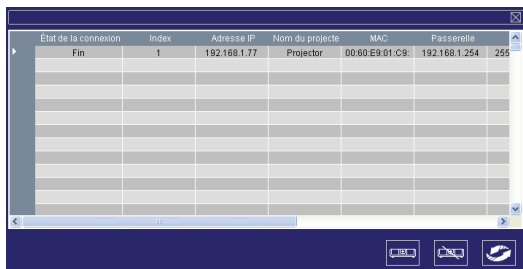 État de la connexion Index Adresse IP Nom du projecte MAC Passerelle
Fin 1 192.168.1.77 Projector 00:60:E9:01:C9: 192.168.1.254 255